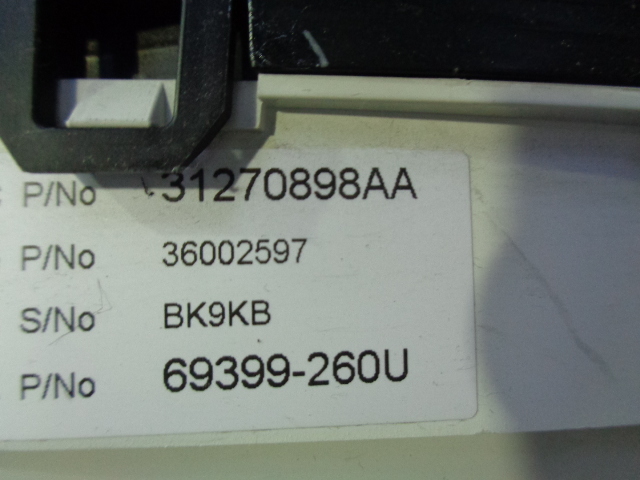 P/No 31270898AA
P/No 36002597
S/No BK9KB
P/No 69399-260U